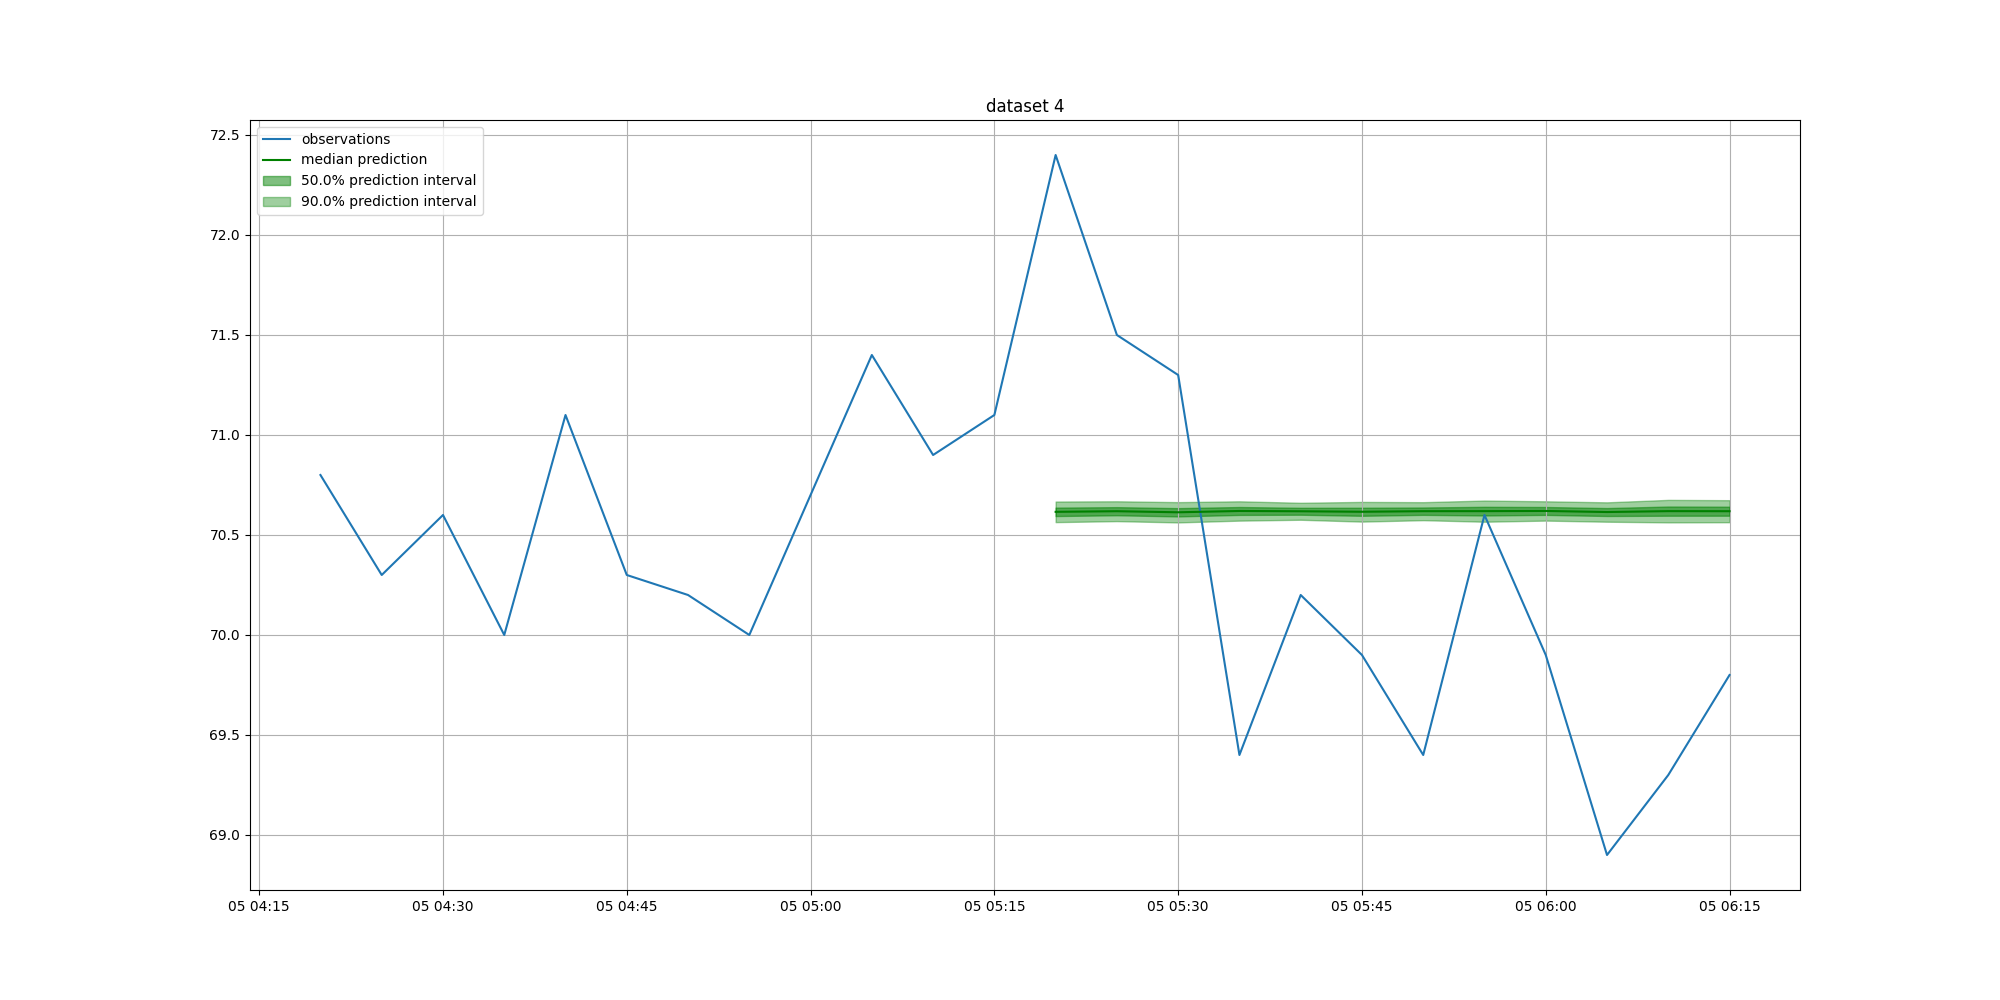 dataset 4
observations
median prediction
50.0% prediction interval
90.0% prediction interval
72.5
72.0
71.5
71.0
70.5
70.0
69.5
69.0
05 04:15 05 04:30 05 04:45 05 05:00 05 05:15 05 05:30 05 05:45 05 06:00 05 06:15